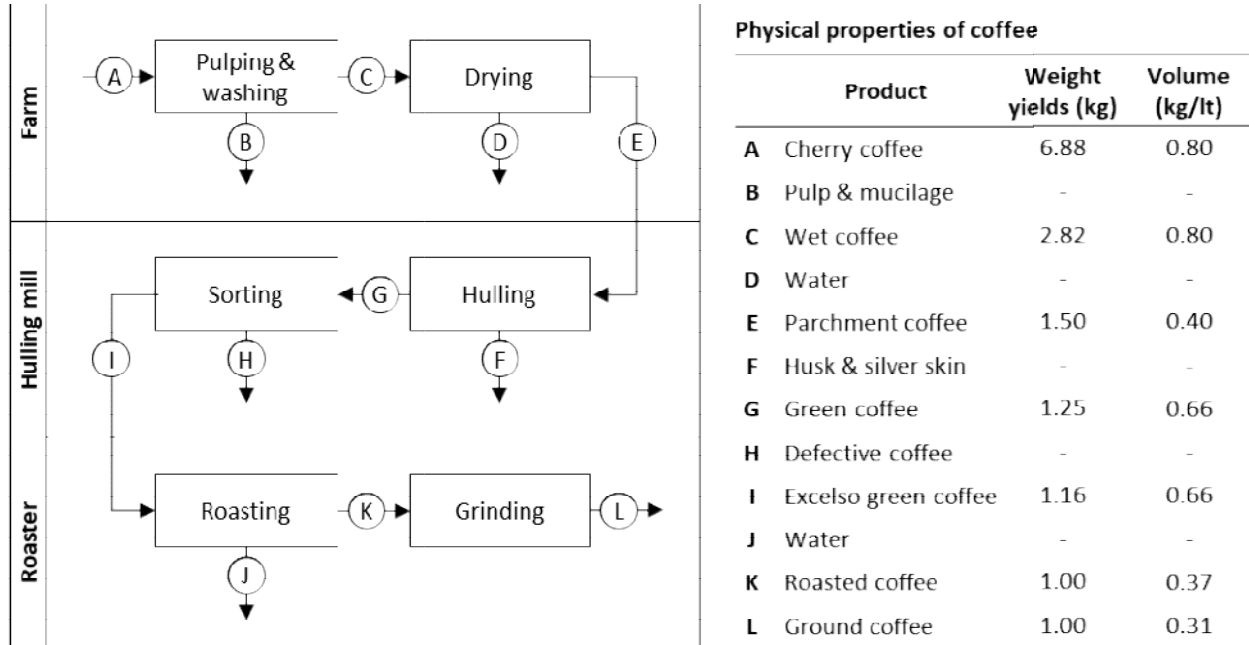 Farm
A
Pulping &
washing
C
Drying
B
D
E
Hulling mill
Sorting
G
Hulling
I
H
F
Roaster
Roasting
K
Grinding
L
J
Physical properties of coffee
Product Weight yields (kg) Volume (kg/lt)
A Cherry coffee 6.88 0.80
B Pulp & mucilage - -
C Wet coffee 2.82 0.80
D Water - -
E Parchment coffee 1.50 0.40
F Husk & silver skin - -
G Green coffee 1.25 0.66
H Defective coffee - -
I Excelso green coffee 1.16 0.66
J Water - -
K Roasted coffee 1.00 0.37
L Ground coffee 1.00 0.31